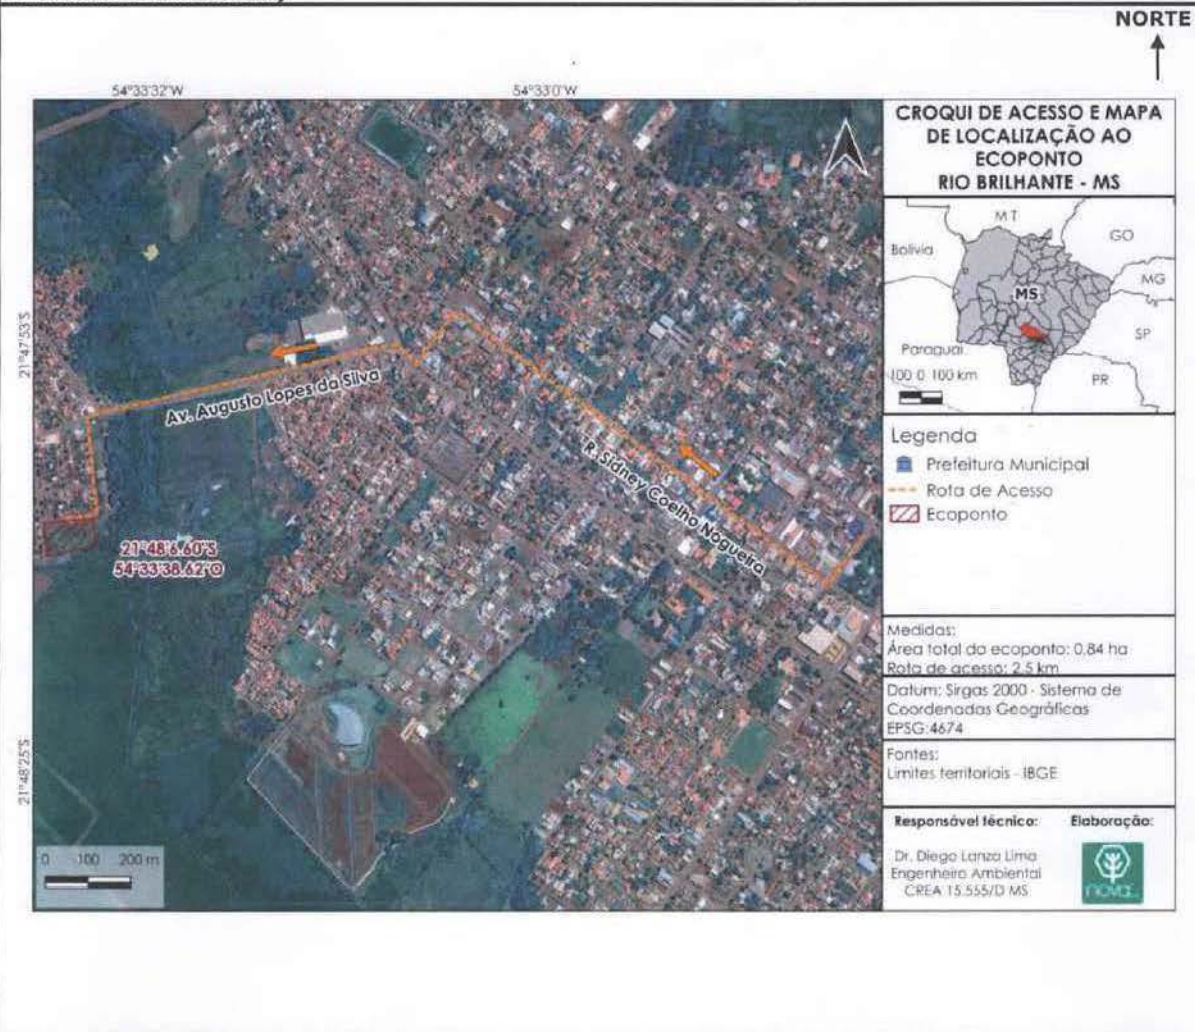 NORTE
54°33'32"W
54°33'0"W
21°47'53"S
21°48'25"S
Av. Augusto Lopes da Silva
R. Sidney Coelho Nogueira
21°48'6.60"S
54°33'38.62"O
0 100 200 m
CROQUI DE ACESSO E MAPA
DE LOCALIZAÇÃO AO
ECOPONTO
RIO BRILHANTE - MS
MT
GO
Bolívia
MG
MS
SP
Paraguai
PR
100 0 100 km
Legenda
Prefeitura Municipal
Rota de Acesso
Ecoponto
Medidas:
Área total do ecoponto: 0,84 ha
Rota de acesso: 2,5 km
Datum: Sirgas 2000 - Sistema de
Coordenadas Geográficas
EPSG:4674
Fontes:
Limites territoriais - IBGE
Responsável técnico:
Elaboração:
Dr. Diego Lanza Lima
Engenheiro Ambiental
CREA 15.555/D MS
nova